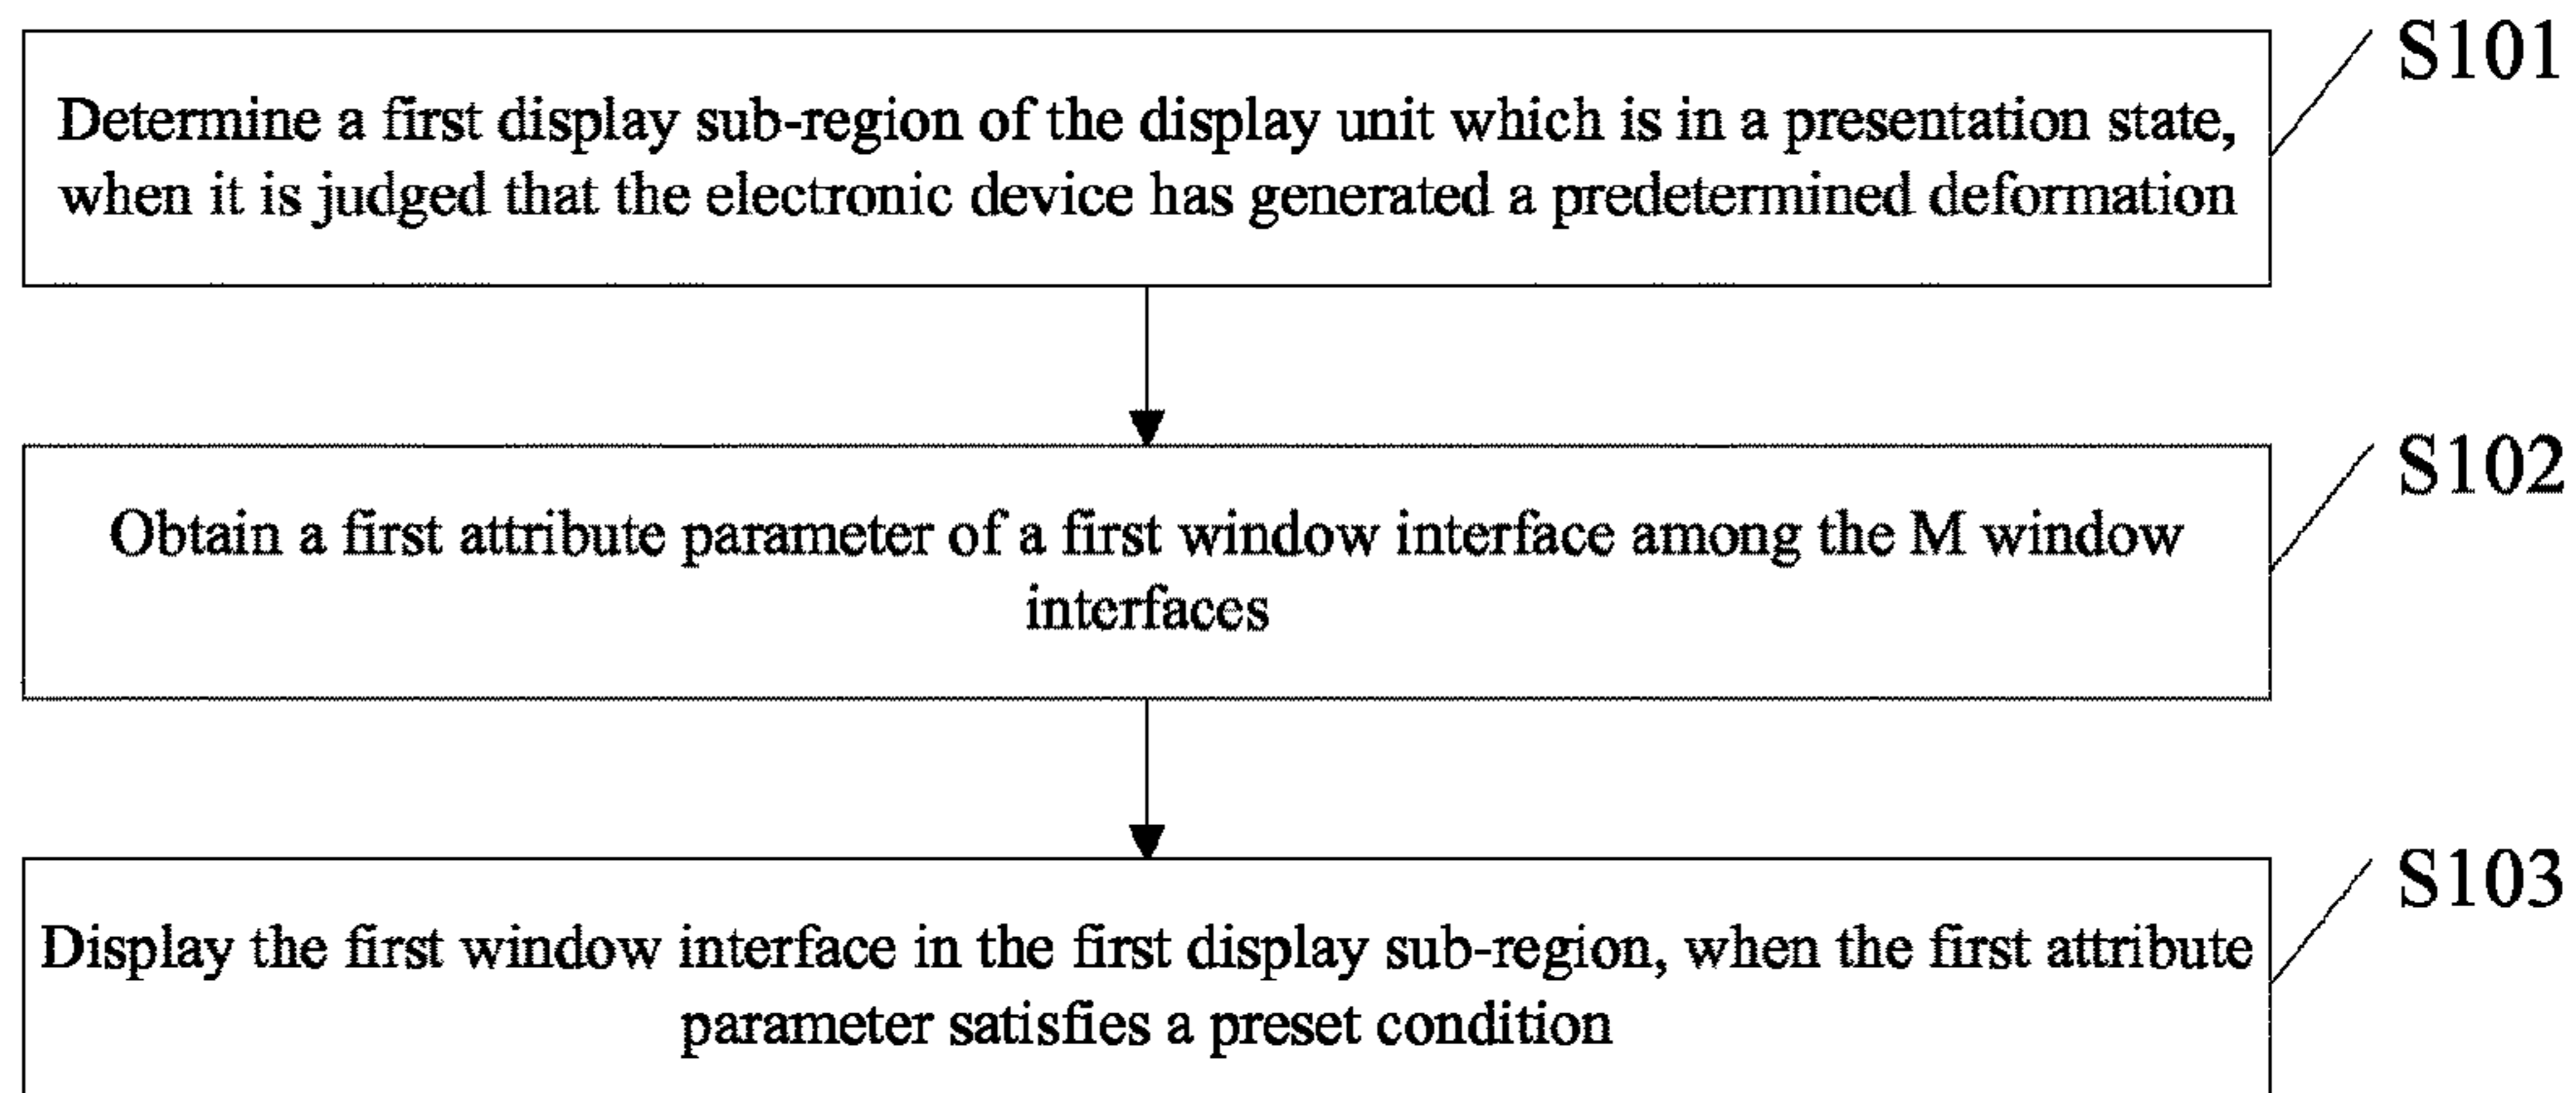 S101
Determine a first display sub-region of the display unit which is in a presentation state,
when it is judged that the electronic device has generated a predetermined deformation
S102
Obtain a first attribute parameter of a first window interface among the M window
interfaces
S103
Display the first window interface in the first display sub-region, when the first attribute
parameter satisfies a preset condition